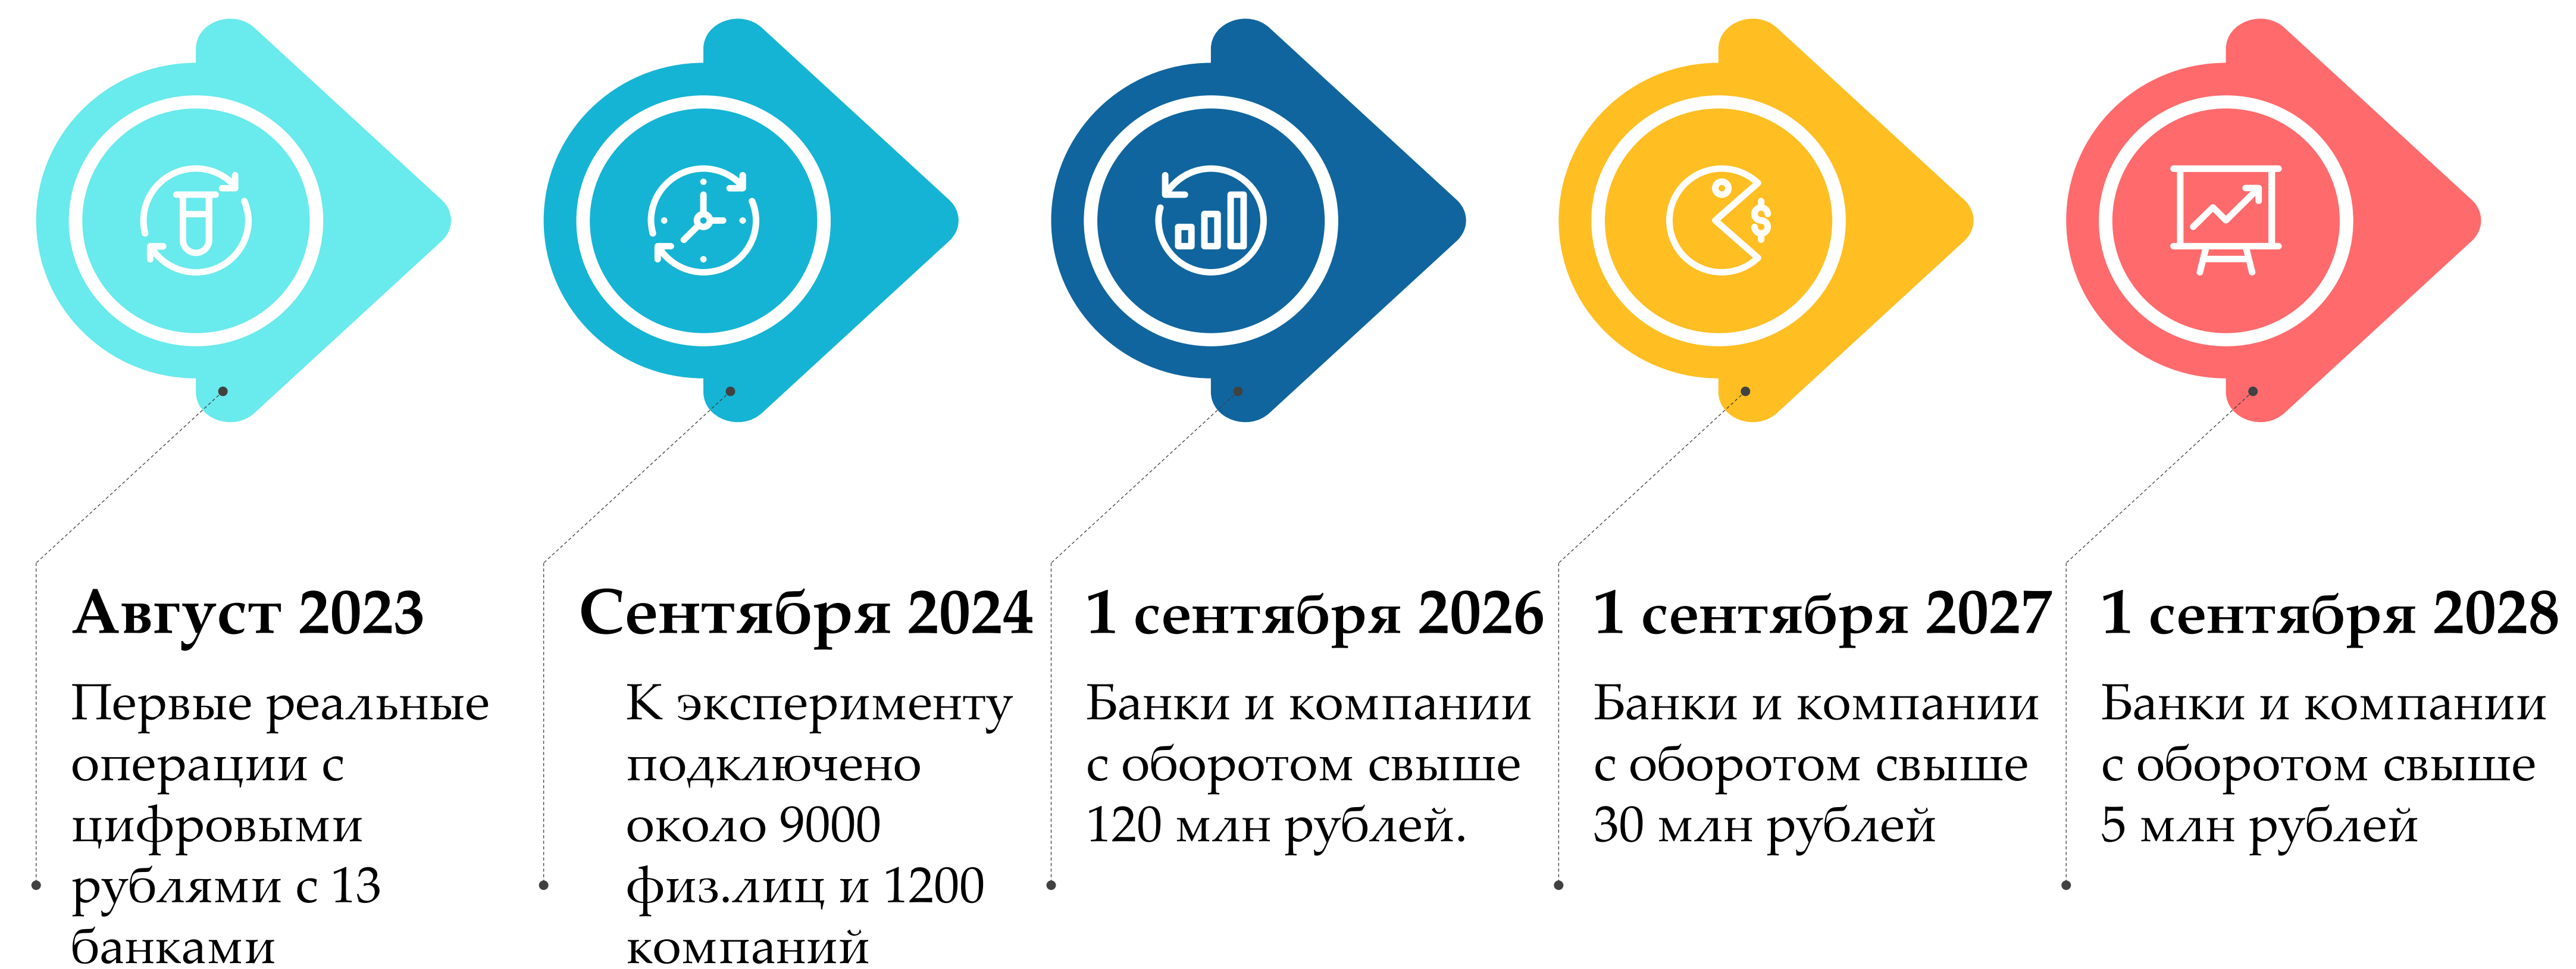 Август 2023
Первые реальные
операции с
цифровыми
рублями с 13
банками
Сентября 2024
К эксперименту
подключено
около 9000
физ.лиц и 1200
компаний
1 сентября 2026
Банки и компании
с оборотом свыше
120 млн рублей.
1 сентября 2027
Банки и компании
с оборотом свыше
30 млн рублей
1 сентября 2028
Банки и компании
с оборотом свыше
5 млн рублей